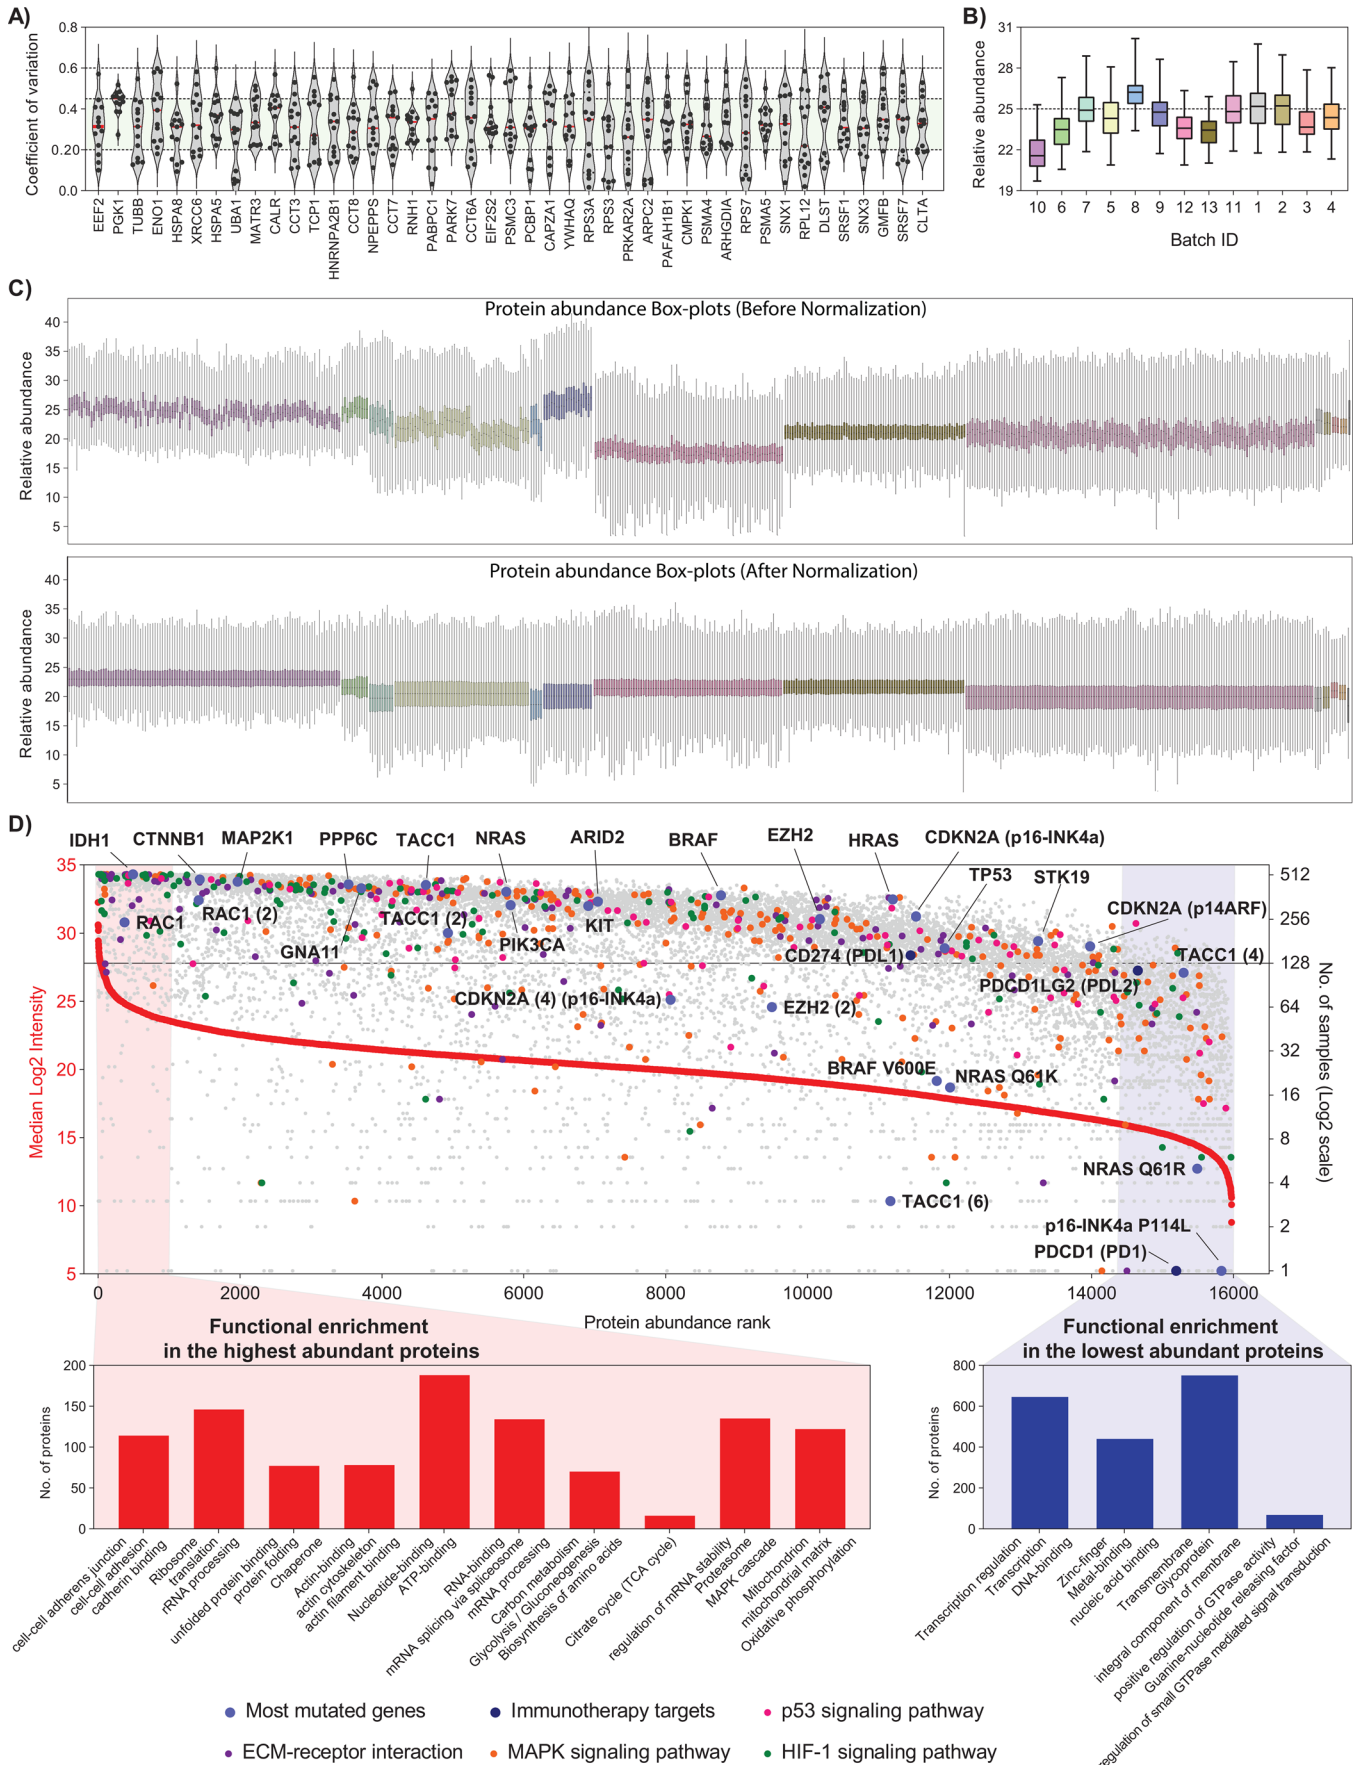 A)
Coefficient of variation
0.8
0.6
0.4
0.20
0.0
EEF2
PGK1
TUBB
ENO1
HSPA8
XRCC6
HSPA5
UBA1
MATR3
CALR
CCT3
TCP1
HNRNPA2B1
CCT8
NPEPPS
CCT7
RNH1
PABPC1
PARK7
CCT6A
EIF2S2
PSMC3
PCBP1
CAPZA1
YWHAQ
RPS3A
RPS3
PRKAR2A
ARPC2
PAFAH1B1
CMPK1
PSMA4
ARHGDIA
RPS7
PSMA5
SNX1
RPL12
DLST
SRSF1
SNX3
GMFB
SRSF7
CLTA
B)
Relative abundance
31
28
25
22
19
10 6 7 5 8 9 12 13 11 1 2 3 4
Batch ID
C)
Protein abundance Box-plots (Before Normalization)
Relative abundance
40
35
30
25
20
15
10
5
Protein abundance Box-plots (After Normalization)
Relative abundance
40
35
30
25
20
15
10
5
D)
IDH1 CTNNB1 MAP2K1 PPP6C TACC1 NRAS ARID2 BRAF EZH2 HRAS CDKN2A (p16-INK4a)
TP53 STK19
CDKN2A (p14ARF)
RAC1 RAC1 (2) TACC1 (2) KIT
GNA11 PIK3CA CD274 (PDL1) TACC1 (4)
PDCD1LG2 (PDL2)
CDKN2A (4) (p16-INK4a) EZH2 (2)
BRAF V600E NRAS Q61K
NRAS Q61R
TACC1 (6)
p16-INK4a P114L
PDCD1 (PD1)
Median Log2 Intensity
35
30
25
20
15
10
5
No. of samples (Log2 scale)
512
256
128
64
32
16
8
4
2
1
0 2000 4000 6000 8000 10000 12000 14000 16000
Protein abundance rank
Functional enrichment
in the highest abundant proteins
No. of proteins
200
150
100
50
0
cell-cell adherens junction
cell-cell adhesion
cadherin binding
Ribosome
translation
rRNA processing
unfolded protein binding
protein folding
Chaperone
Actin-binding
actin cytoskeleton
actin filament binding
Nucleotide-binding
ATP-binding
RNA-binding
mRNA splicing via spliceosome
mRNA processing
Carbon metabolism
Glycolysis / Gluconeogenesis
Biosynthesis of amino acids
Citrate cycle (TCA cycle)
regulation of mRNA stability
Proteasome
MAPK cascade
Mitochondrion
mitochondrial matrix
Oxidative phosphorylation
Functional enrichment
in the lowest abundant proteins
No. of proteins
800
600
400
200
0
Transcription regulation
Transcription
DNA-binding
Zinc-finger
Metal-binding
nucleic acid binding
Transmembrane
Glycoprotein
integral component of membrane
positive regulation of GTPase activity
Guanine-nucleotide releasing factor
regulation of small GTPase mediated signal transduction
Most mutated genes
Immunotherapy targets
p53 signaling pathway
ECM-receptor interaction
MAPK signaling pathway
HIF-1 signaling pathway